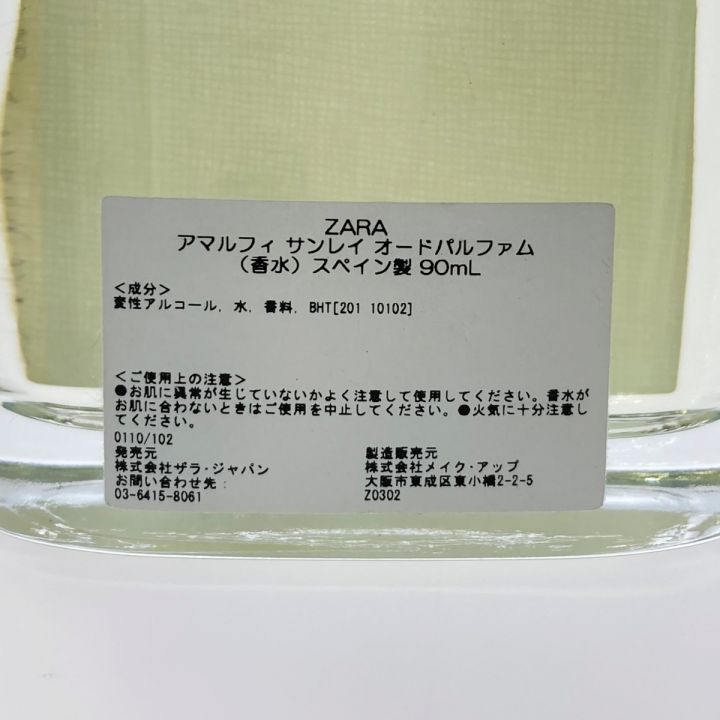 ZARA
アマルフィ サンレイ オードパルファム
（香水）スペイン製 90mL
＜成分＞
変性アルコール, 水, 香料, BHT[201 10102]
＜ご使用上の注意＞
●お肌に異常が生じていないかよく注意して使用してください。香水が
お肌に合わないときはご使用を中止してください。●火気に十分注意し
てください。
0110/102
発売元
株式会社ザラ・ジャパン
お問い合わせ先:
03-6415-8061
製造販売元
株式会社メイク・アップ
大阪市東成区東小橋2-2-5
Z0302